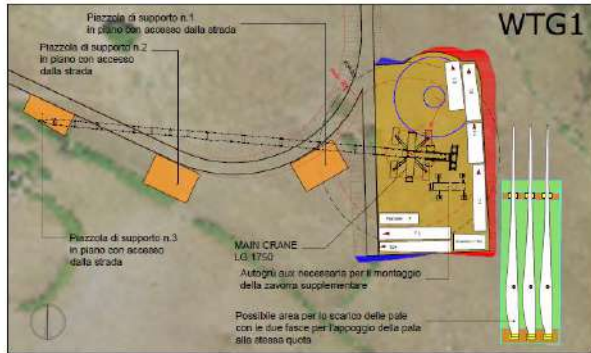 WTG1
Piazzola di supporto n.1
in piano con accesso dalla strada
Piazzola di supporto n.2
in piano con accesso
dalla strada
Piazzola di supporto n.3
in piano con accesso
dalla strada
MAIN CRANE
LG 1750
Autogrù aux necessaria per il montaggio
della zavorra supplementare
Possibile area per lo scarico delle pale
con le due fasce per l'appoggio della pala
alla stessa quota